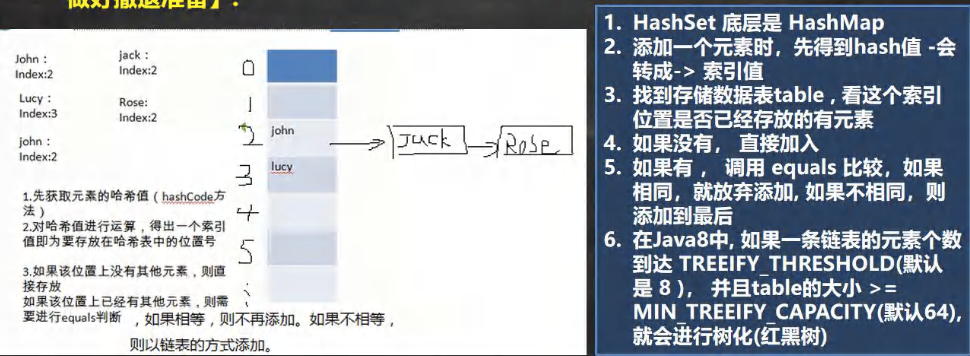 做好撤退准备】.
John：
Index:2
jack：
Index:2
Lucy：
Index:3
Rose:
Index:2
john：
Index:2
0
1
2
3
4
5
john
lucy
Jack
Rose
1.先获取元素的哈希值（hashCode方
法）
2.对哈希值进行运算，得出一个索引
值即为要存放在哈希表中的位置号
3.如果该位置上没有其他元素，则直
接存放
如果该位置上已经有其他元素，则需
要进行equals判断 ，如果相等，则不再添加。如果不相等，
则以链表的方式添加。
1. HashSet 底层是 HashMap
2. 添加一个元素时，先得到hash值 -会
转成-> 索引值
3. 找到存储数据表table，看这个索引
位置是否已经存放的有元素
4. 如果没有，直接加入
5. 如果有 ，调用 equals 比较，如果
相同，就放弃添加, 如果不相同，则
添加到最后
6. 在Java8中, 如果一条链表的元素个数
到达 TREEIFY_THRESHOLD(默认
是 8 )，并且table的大小 >=
MIN_TREEIFY_CAPACITY(默认64),
就会进行树化(红黑树)